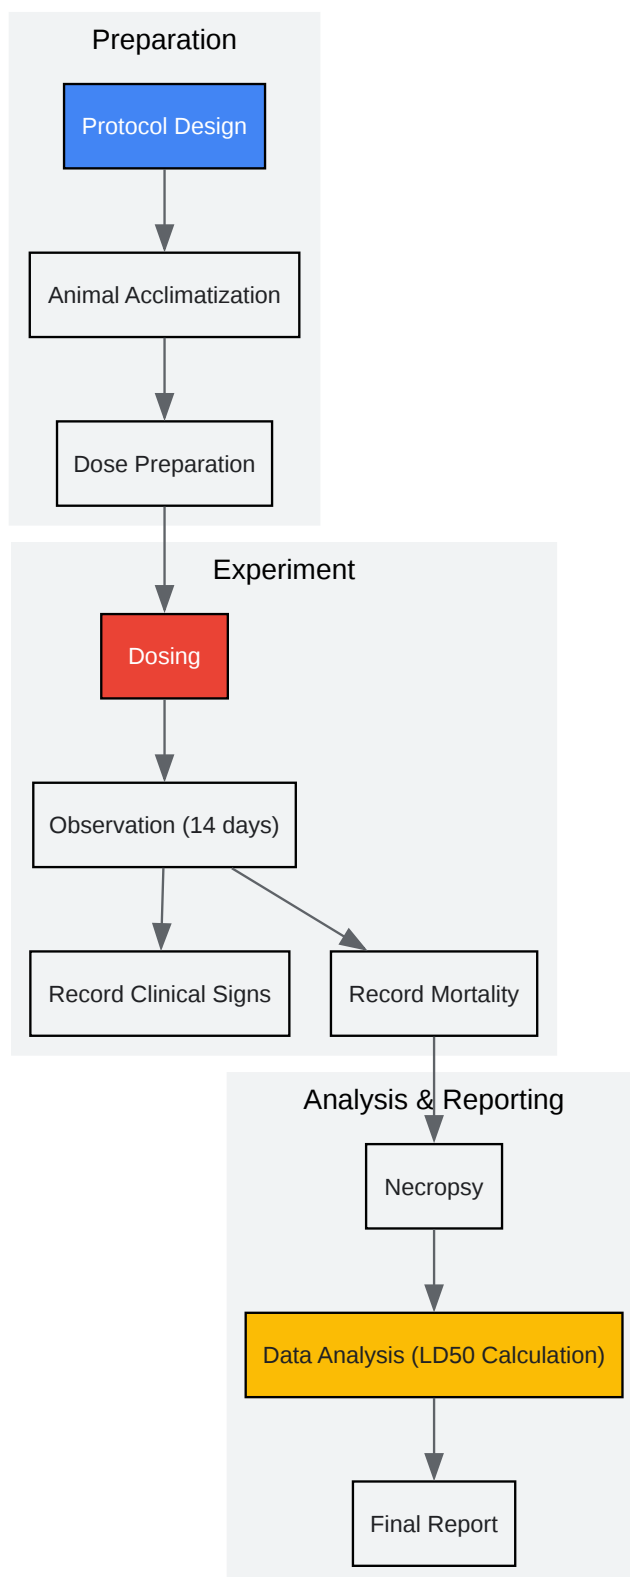 Preparation
Protocol Design
Animal Acclimatization
Dose Preparation
Experiment
Dosing
Observation (14 days)
Record Clinical Signs
Record Mortality
Analysis & Reporting
Necropsy
Data Analysis (LD50 Calculation)
Final Report